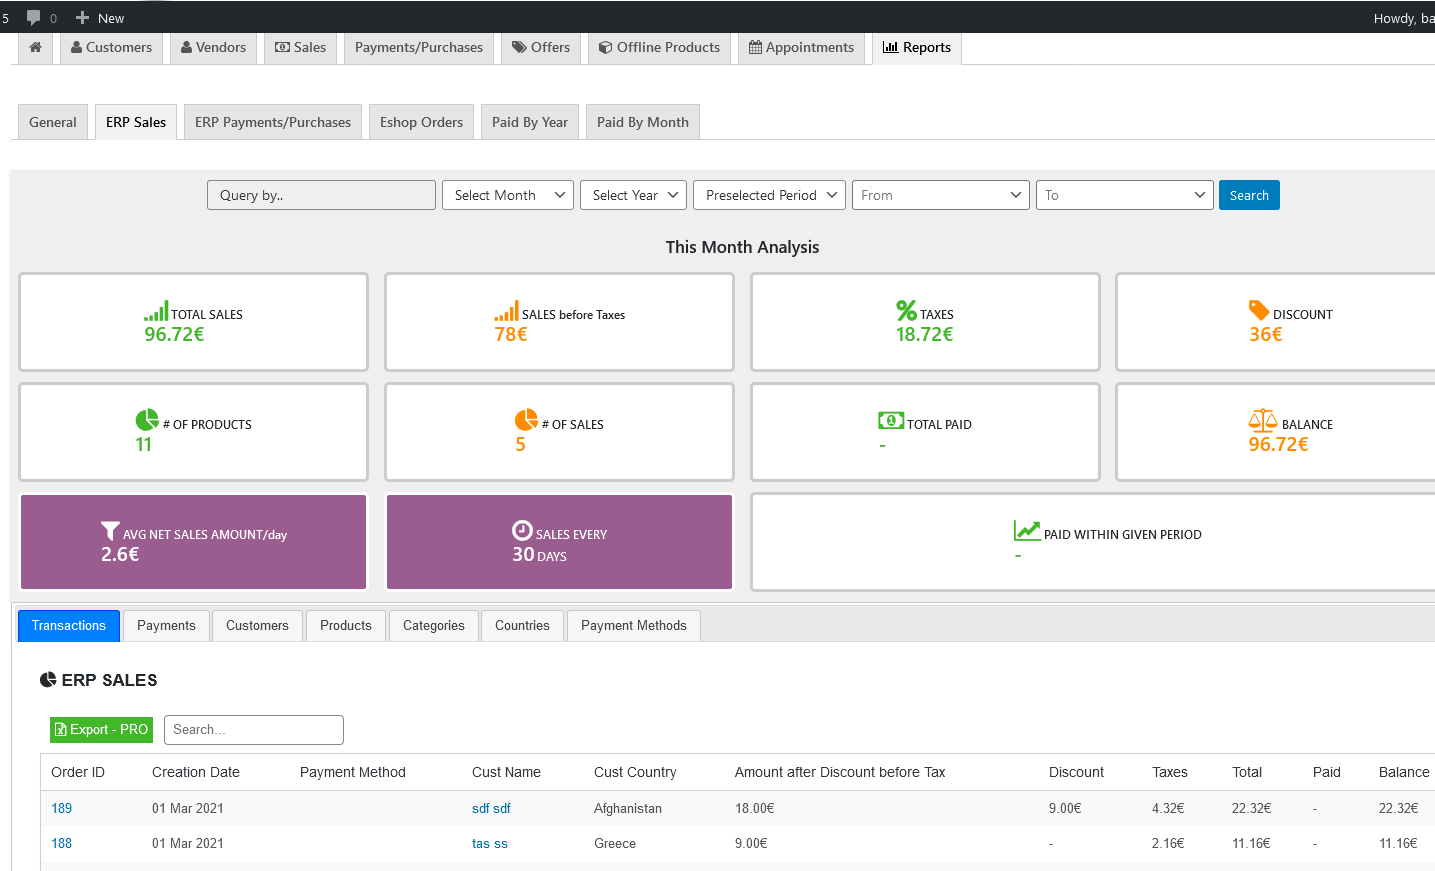 5 0 New Howdy, ba
Customers Vendors Sales Payments/Purchases Offers Offline Products Appointments Reports
General ERP Sales ERP Payments/Purchases Eshop Orders Paid By Year Paid By Month
Query by.. Select Month Select Year Preselected Period From To Search
This Month Analysis
TOTAL SALES SALES before Taxes TAXES DISCOUNT
96.72€ 78€ 18.72€ 36€
# OF PRODUCTS # OF SALES TOTAL PAID BALANCE
11 5 - 96.72€
AVG NET SALES AMOUNT/day SALES EVERY PAID WITHIN GIVEN PERIOD
2.6€ 30 DAYS -
Transactions Payments Customers Products Categories Countries Payment Methods
ERP SALES
Export - PRO Search...
Order ID Creation Date Payment Method Cust Name Cust Country Amount after Discount before Tax Discount Taxes Total Paid Balance
189 01 Mar 2021 sdf sdf Afghanistan 18.00€ 9.00€ 4.32€ 22.32€ - 22.32€
188 01 Mar 2021 tas ss Greece 9.00€ - 2.16€ 11.16€ - 11.16€